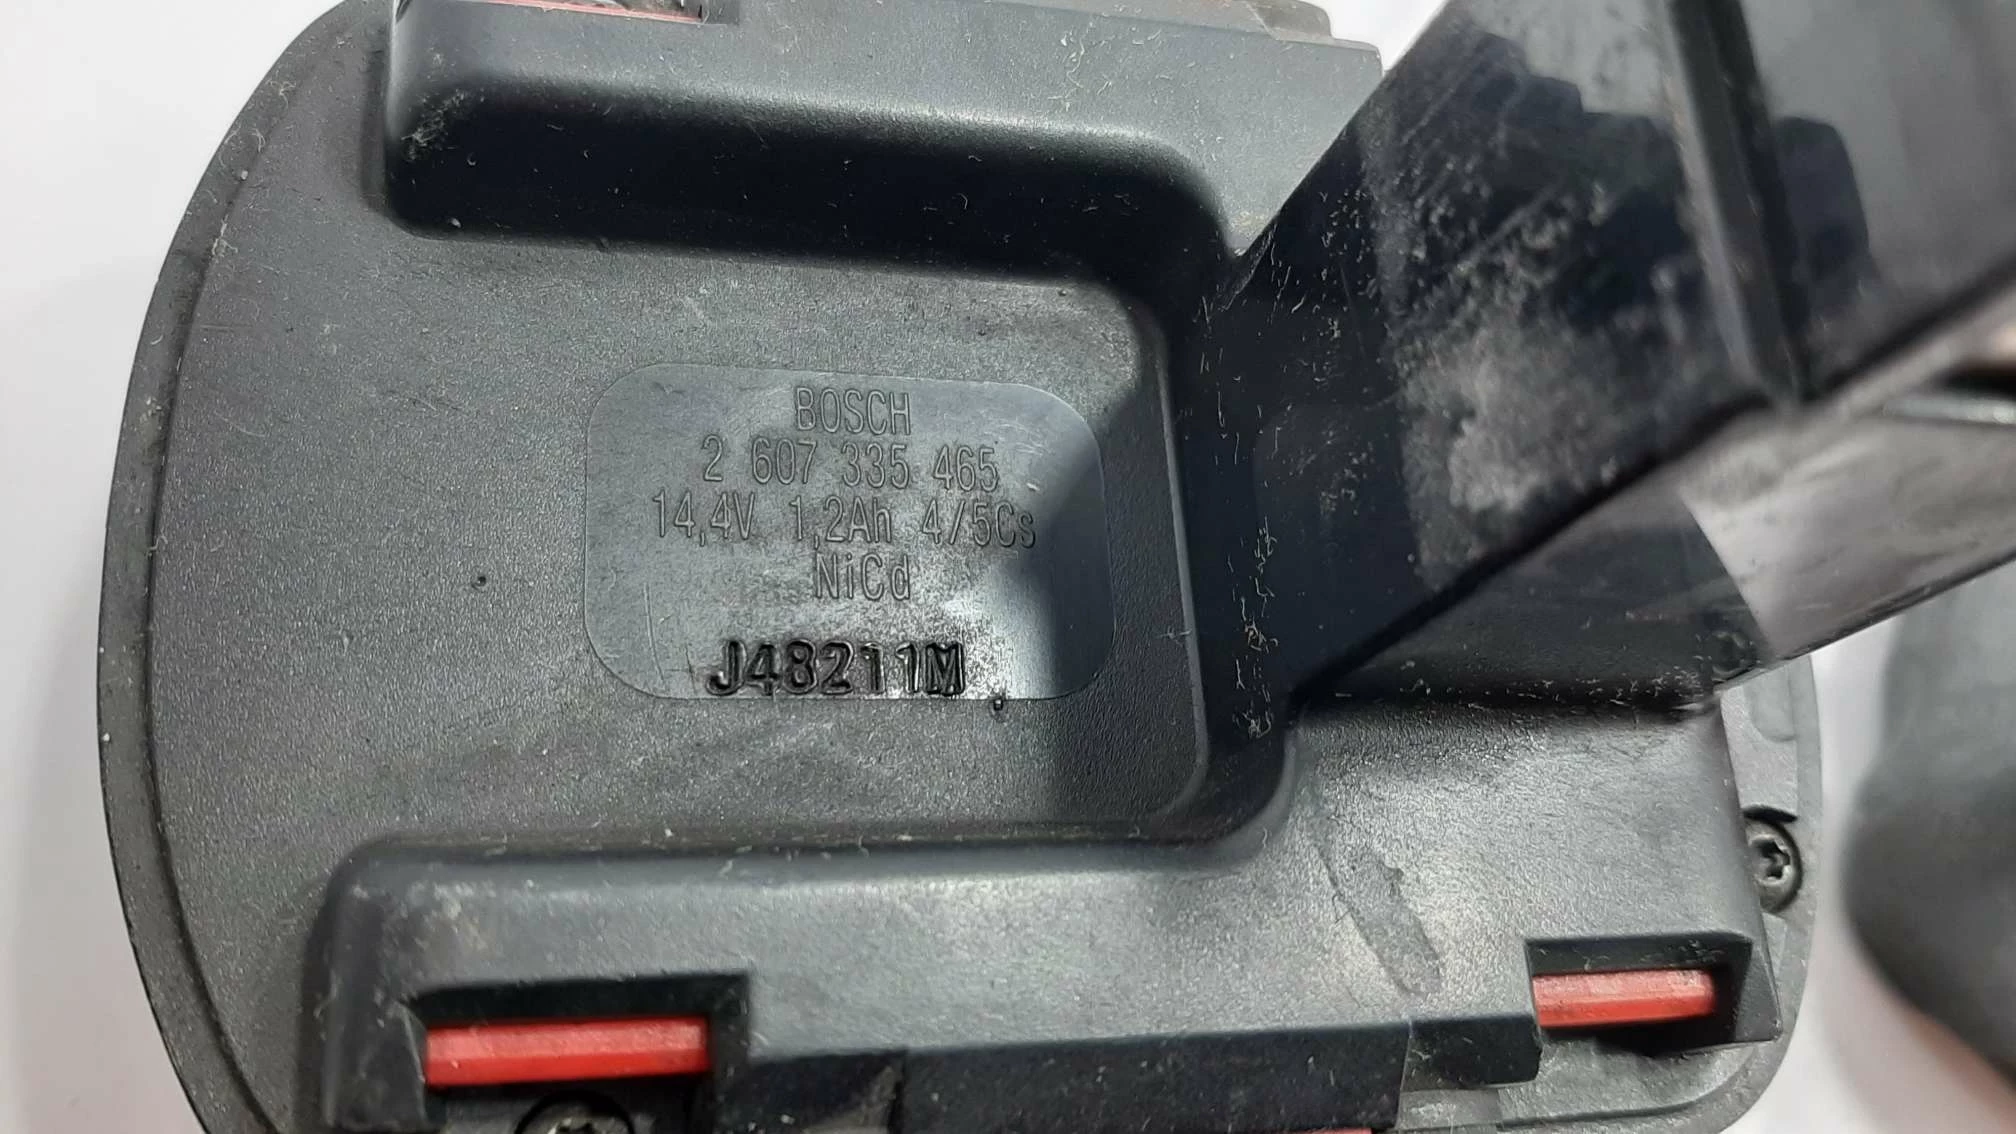 BOSCH
2 607 335 465
14,4V 1,2Ah 4/5Cs
NiCd
J48211M